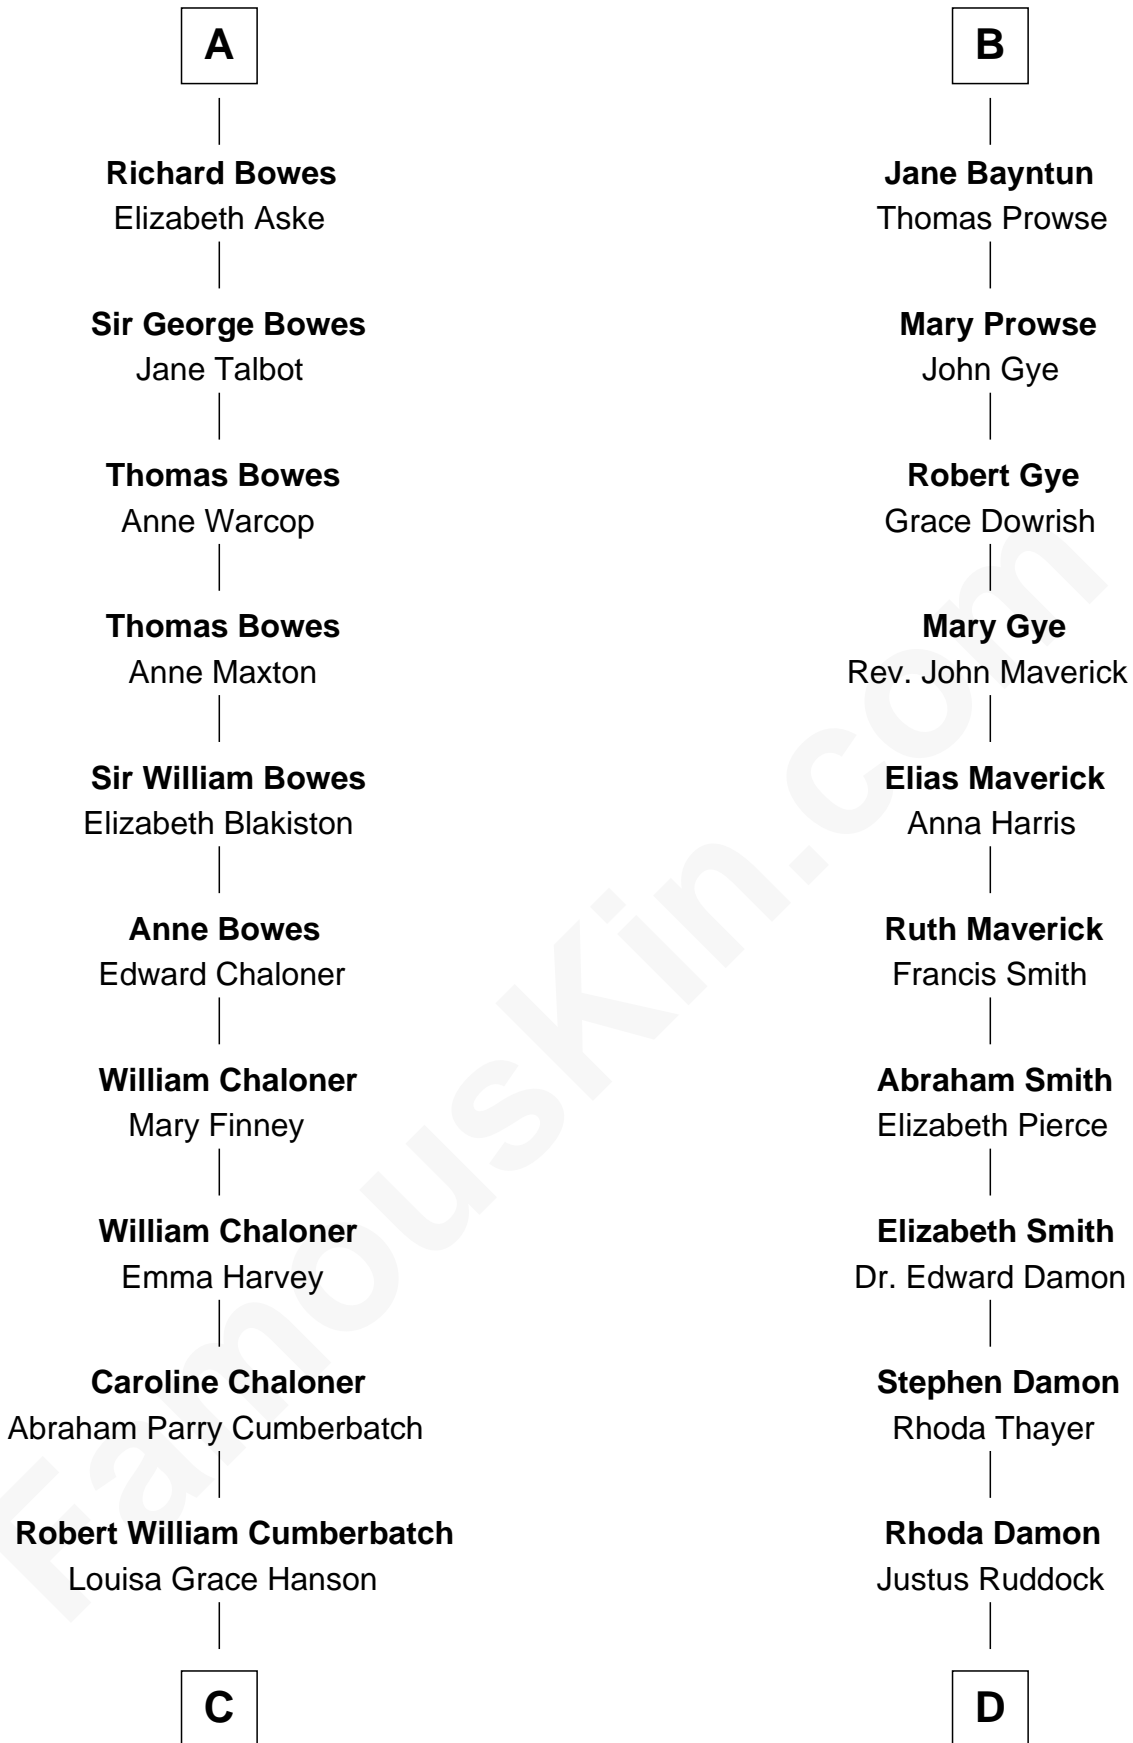 A
Richard Bowes
Elizabeth Aske
Sir George Bowes
Jane Talbot
Thomas Bowes
Anne Warcop
Thomas Bowes
Anne Maxton
Sir William Bowes
Elizabeth Blakiston
Anne Bowes
Edward Chaloner
William Chaloner
Mary Finney
William Chaloner
Emma Harvey
Caroline Chaloner
Abraham Parry Cumberbatch
Robert William Cumberbatch
Louisa Grace Hanson
C
B
Jane Bayntun
Thomas Prowse
Mary Prowse
John Gye
Robert Gye
Grace Dowrish
Mary Gye
Rev. John Maverick
Elias Maverick
Anna Harris
Ruth Maverick
Francis Smith
Abraham Smith
Elizabeth Pierce
Elizabeth Smith
Dr. Edward Damon
Stephen Damon
Rhoda Thayer
Rhoda Damon
Justus Ruddock
D
FamousKin.com